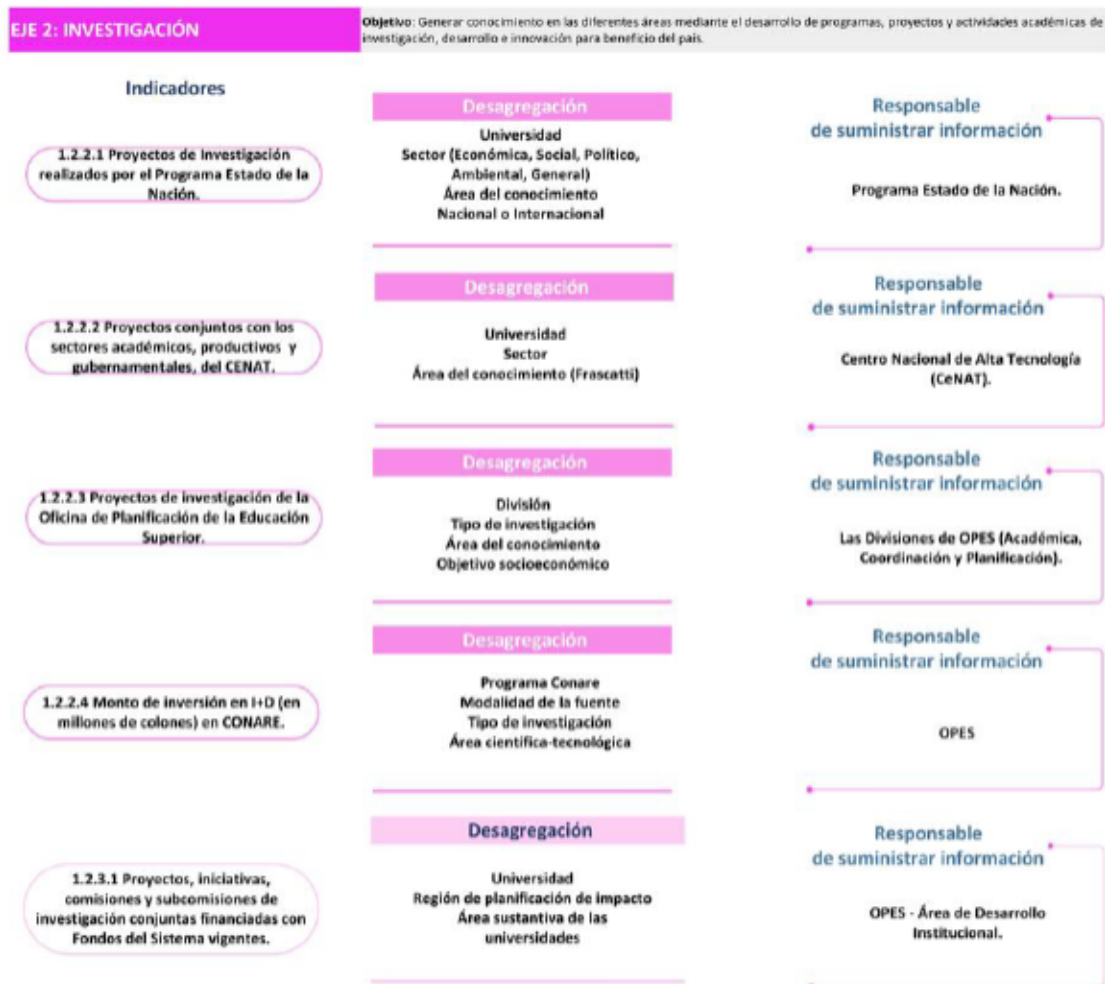 EJE 2: INVESTIGACIÓN
Objetivo: Generar conocimiento en las diferentes áreas mediante el desarrollo de programas, proyectos y actividades académicas de
investigación, desarrollo e innovación para beneficio del país.
Indicadores
Desagregación
Responsable
de suministrar información
1.2.2.1 Proyectos de Investigación
realizados por el Programa Estado de la
Nación.
Universidad
Sector (Económica, Social, Político,
Ambiental, General)
Área del conocimiento
Nacional o Internacional
Programa Estado de la Nación.
Desagregación
Responsable
de suministrar información
1.2.2.2 Proyectos conjuntos con los
sectores académicos, productivos y
gubernamentales, del CENAT.
Universidad
Sector
Área del conocimiento (Frascatti)
Centro Nacional de Alta Tecnología
(CeNAT).
Desagregación
Responsable
de suministrar información
1.2.2.3 Proyectos de investigación de la
Oficina de Planificación de la Educación
Superior.
División
Tipo de investigación
Área del conocimiento
Objetivo socioeconómico
Las Divisiones de OPES (Académica,
Coordinación y Planificación).
Desagregación
Responsable
de suministrar información
1.2.2.4 Monto de inversión en I+D (en
millones de colones) en CONARE.
Programa Conare
Modalidad de la fuente
Tipo de investigación
Área científica-tecnológica
OPES
Desagregación
Responsable
de suministrar información
1.2.3.1 Proyectos, iniciativas,
comisiones y subcomisiones de
investigación conjuntas financiadas con
Fondos del Sistema vigentes.
Universidad
Región de planificación de impacto
Área sustantiva de las
universidades
OPES - Área de Desarrollo
Institucional.